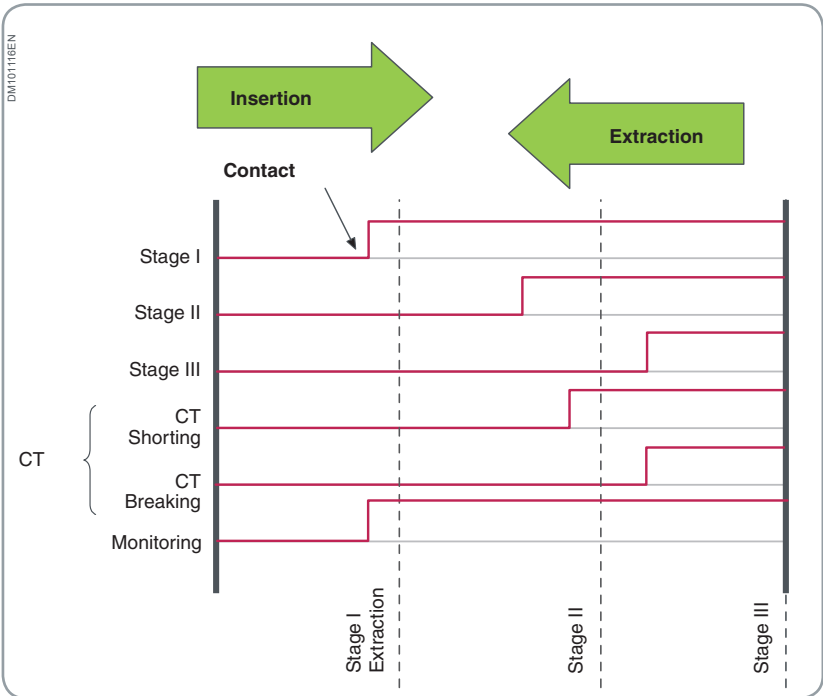 DM101116EN
Insertion
Extraction
Contact
Stage I
Stage II
Stage III
CT
Shorting
CT
CT
Breaking
Monitoring
Stage I
Extraction
Stage II
Stage III